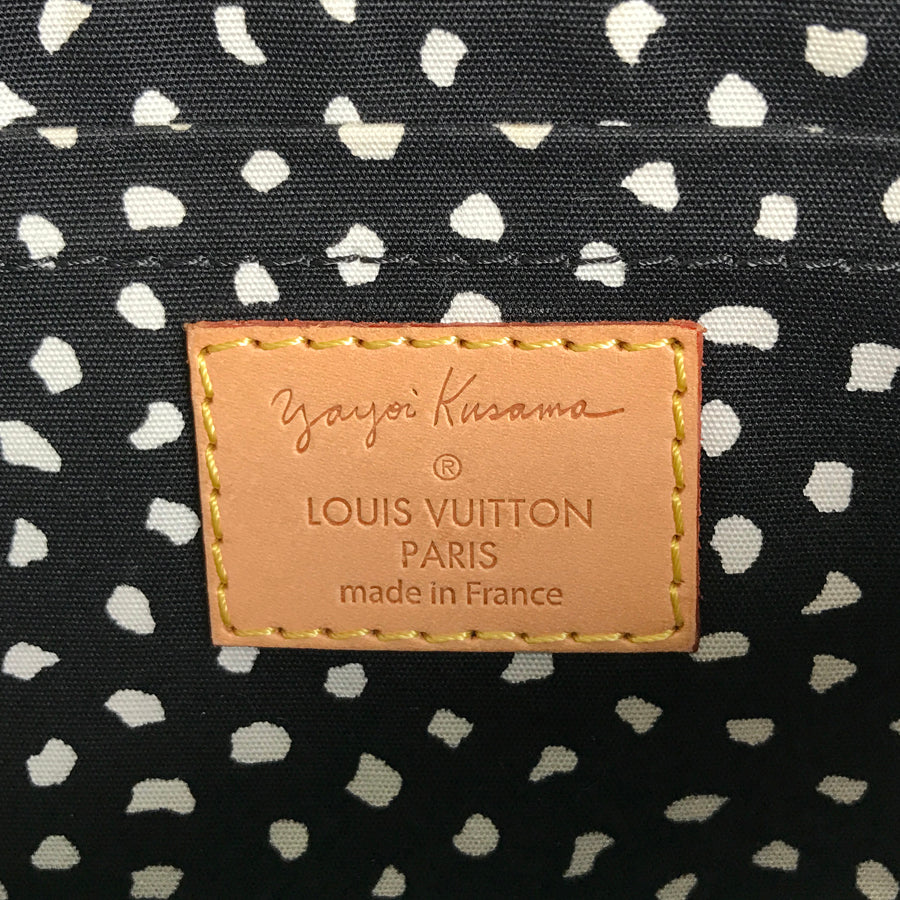 Yayoi Kusama
®
LOUIS VUITTON
PARIS
made in France